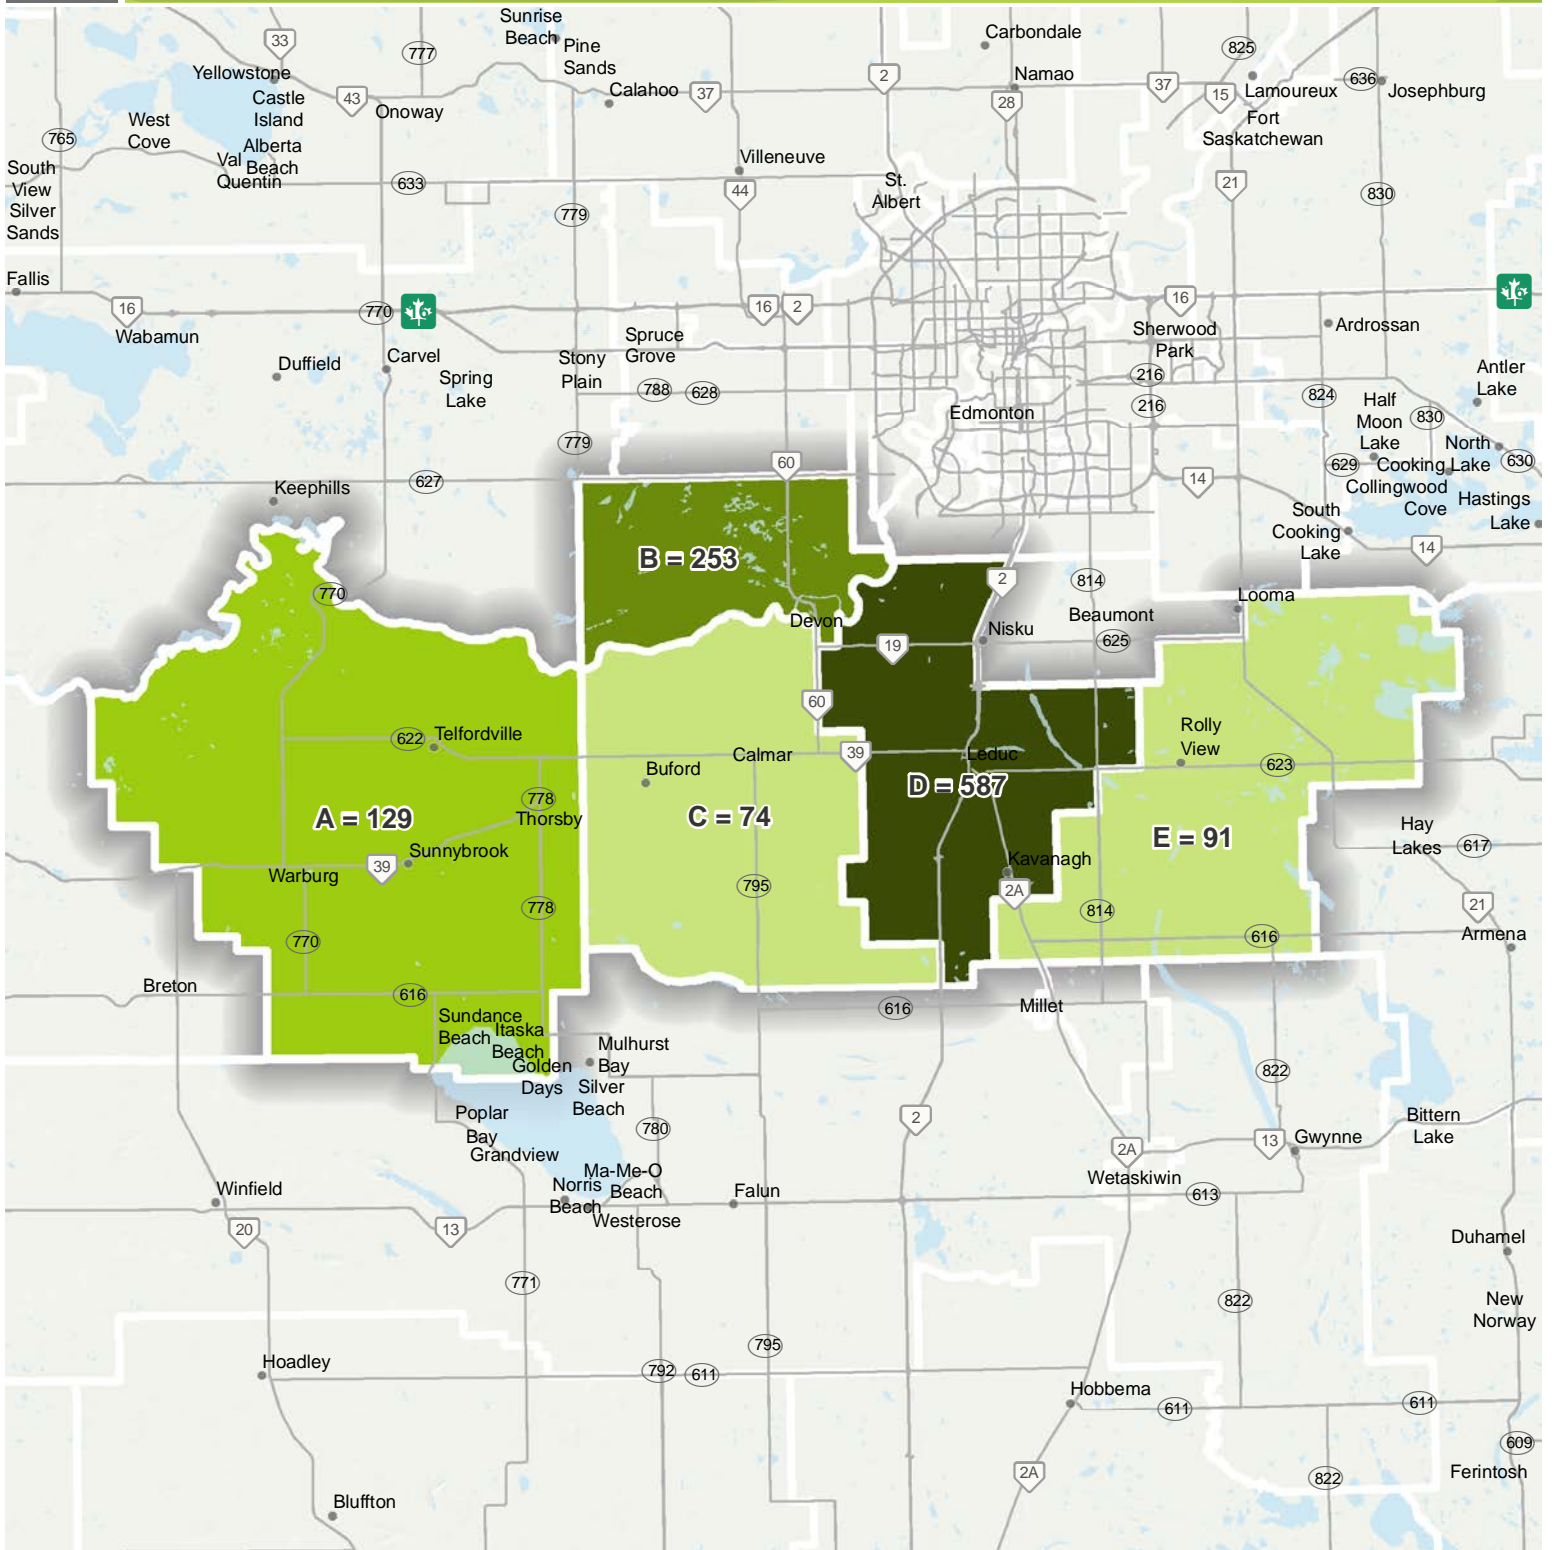 Sunrise
Beach
Pine
Sands
Carbondale
33
777
825
Yellowstone
Calahoo
37
2
Namao
37
636
Josephburg
Castle
Island
43
Onoway
28
15
Lamoureux
West
Cove
765
Fort
Saskatchewan
Alberta
Beach
Val
Quentin
633
Villeneuve
44
St.
Albert
21
830
South
View
Silver
Sands
779
Fallis
16
770
16
16
2
16
16
Wabamun
Sherwood
Park
Ardrossan
Duffield
Carvel
Spring
Lake
Stony
Plain
Spruce
Grove
788
628
216
216
824
Antler
Lake
Edmonton
Half
Moon
Lake
830
North
Cooking Lake
779
629
630
Collingwood
Cove
Hastings
Lake
60
14
South
Cooking
Lake
14
Keephills
627
B = 253
770
2
814
Looma
Devon
Nisku
Beaumont
625
19
60
Telfordville
622
Calmar
39
Leduc
Rolly
View
623
Buford
778
Thorsby
A = 129
C = 74
D = 587
E = 91
Sunnybrook
Warburg
39
Kavanagh
2A
Hay
Lakes
617
795
778
814
21
770
616
Armena
Breton
616
616
Millet
Sundance
Beach
Itaska
Beach
Golden
Days
Mulhurst
Bay
Silver
Beach
822
Poplar
Bay
Grandview
780
2
2A
13
Gwynne
Bittern
Lake
Wetaskiwin
613
Ma-Me-O
Beach
Norris
Beach
Westerose
Falun
Winfield
20
13
771
Duhamel
822
New
Norway
795
Hoadley
792
611
Hobbema
611
611
2A
609
822
Ferintosh
Bluffton